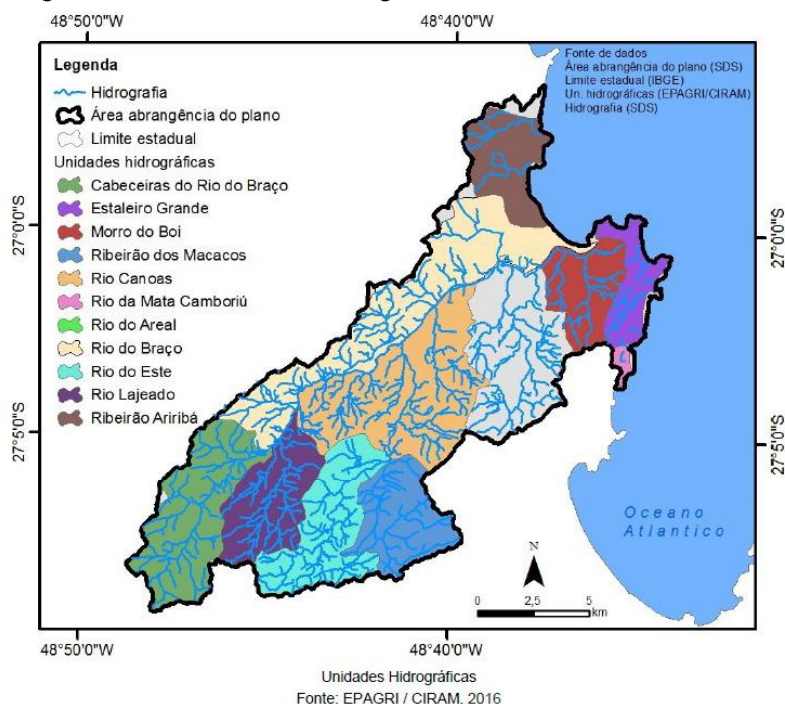 48°50'0"W
48°40'0"W
Legenda
Hidrografia
Área abrangência do plano
Limite estadual
Unidades hidrográficas
Cabeceiras do Rio do Braço
Estaleiro Grande
Morro do Boi
Ribeirão dos Macacos
Rio Canoas
Rio da Mata Camboriú
Rio do Areal
Rio do Braço
Rio do Este
Rio Lajeado
Ribeirão Ariribá
Fonte de dados
Área abrangência do plano (SDS)
Limite estadual (IBGE)
Un. hidrográficas (EPAGRI/CIRAM)
Hidrografia (SDS)
27°0'0"S
27°0'0"S
27°5'0"S
27°5'0"S
Oceano
Atlantico
N
0 2,5 5
km
48°50'0"W
48°40'0"W
Unidades Hidrográficas
Fonte: EPAGRI / CIRAM, 2016